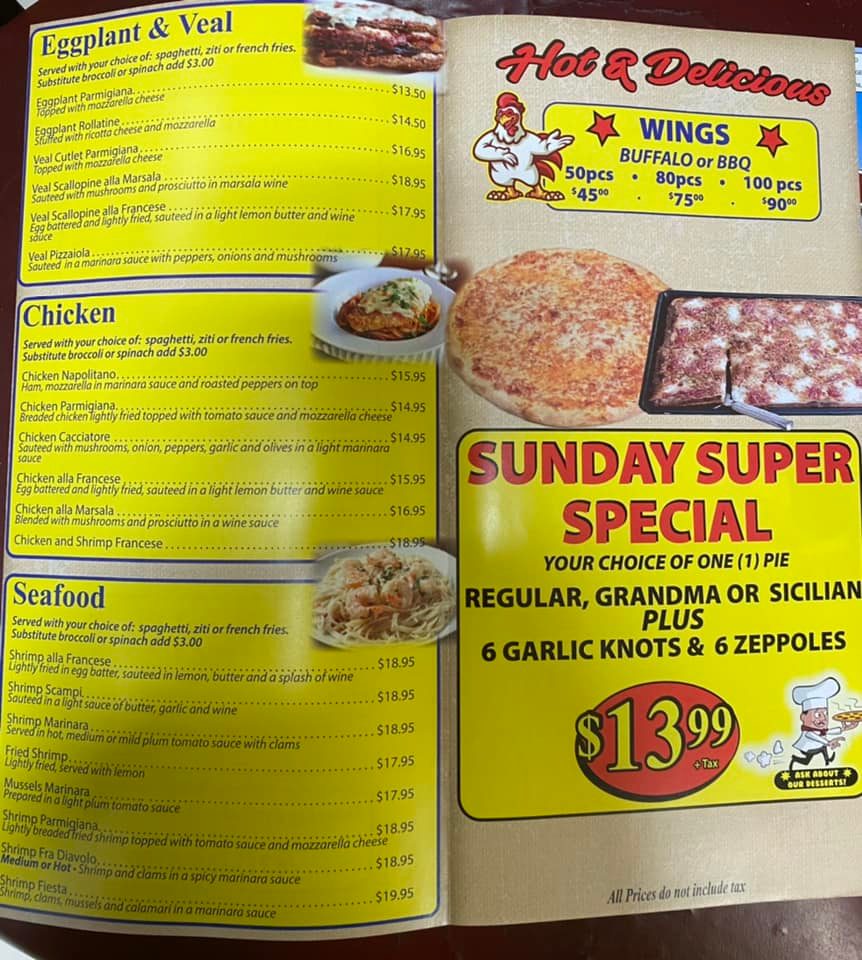 Eggplant & Veal
Served with your choice of: spaghetti, ziti or french fries.
Substitute broccoli or spinach add $3.00
Eggplant Parmigiana $13.50
Topped with mozzarella cheese
Eggplant Rollatine $14.50
Stuffed with ricotta cheese and mozzarella
Veal Cutlet Parmigiana $16.95
Topped with mozzarella cheese
Veal Scallopine alla Marsala $18.95
Sauteed with mushrooms and prosciutto in marsala wine
Veal Scallopine alla Francese $17.95
Egg battered and lightly fried, sauteed in a light lemon butter and wine
sauce
Veal Pizzaiola $17.95
Sauteed in a marinara sauce with peppers, onions and mushrooms
Chicken
Served with your choice of: spaghetti, ziti or french fries.
Substitute broccoli or spinach add $3.00
Chicken Napolitano $15.95
Ham, mozzarella in marinara sauce and roasted peppers on top
Chicken Parmigiana $14.95
Breaded chicken lightly fried topped with tomato sauce and mozzarella cheese
Chicken Cacciatore $14.95
Sauteed with mushrooms, onion, peppers, garlic and olives in a light marinara
sauce
Chicken alla Francese $15.95
Egg battered and lightly fried, sauteed in a light lemon butter and wine sauce
Chicken alla Marsala $16.95
Blended with mushrooms and prosciutto in a wine sauce
Chicken and Shrimp Francese $18.95
Seafood
Served with your choice of: spaghetti, ziti or french fries.
Substitute broccoli or spinach add $3.00
Shrimp alla Francese $18.95
Lightly fried in egg batter, sauteed in lemon, butter and a splash of wine
Shrimp Scampi $18.95
Sauteed in a light sauce of butter, garlic and wine
Shrimp Marinara $18.95
Served in hot, medium or mild plum tomato sauce with clams
Fried Shrimp $17.95
Lightly fried, served with lemon
Mussels Marinara $17.95
Prepared in a light plum tomato sauce
Shrimp Parmigiana $18.95
Lightly breaded fried shrimp topped with tomato sauce and mozzarella cheese
Shrimp Fra Diavolo $18.95
Medium or Hot - Shrimp and clams in a spicy marinara sauce
Shrimp Fiesta $19.95
Shrimp, clams, mussels and calamari in a marinara sauce
Hot & Delicious
WINGS
BUFFALO or BBQ
50pcs • 80pcs • 100 pcs
$45⁰⁰ . $75⁰⁰ . $90⁰⁰
SUNDAY SUPER
SPECIAL
YOUR CHOICE OF ONE (1) PIE
REGULAR, GRANDMA OR SICILIAN
PLUS
6 GARLIC KNOTS & 6 ZEPPOLES
$13⁹⁹
+ Tax
ASK ABOUT
OUR DESSERTS!
All Prices do not include tax